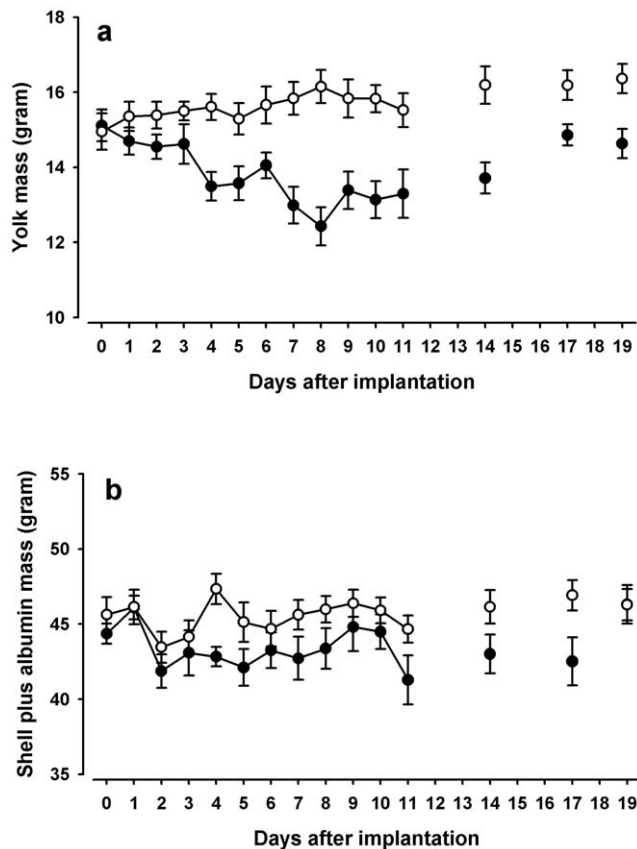 a
18
16
14
12
10
Yolk mass (gram)
0 1 2 3 4 5 6 7 8 9 10 11 12 13 14 15 16 17 18 19
Days after implantation
b
55
50
45
40
35
Shell plus albumin mass (gram)
0 1 2 3 4 5 6 7 8 9 10 11 12 13 14 15 16 17 18 19
Days after implantation